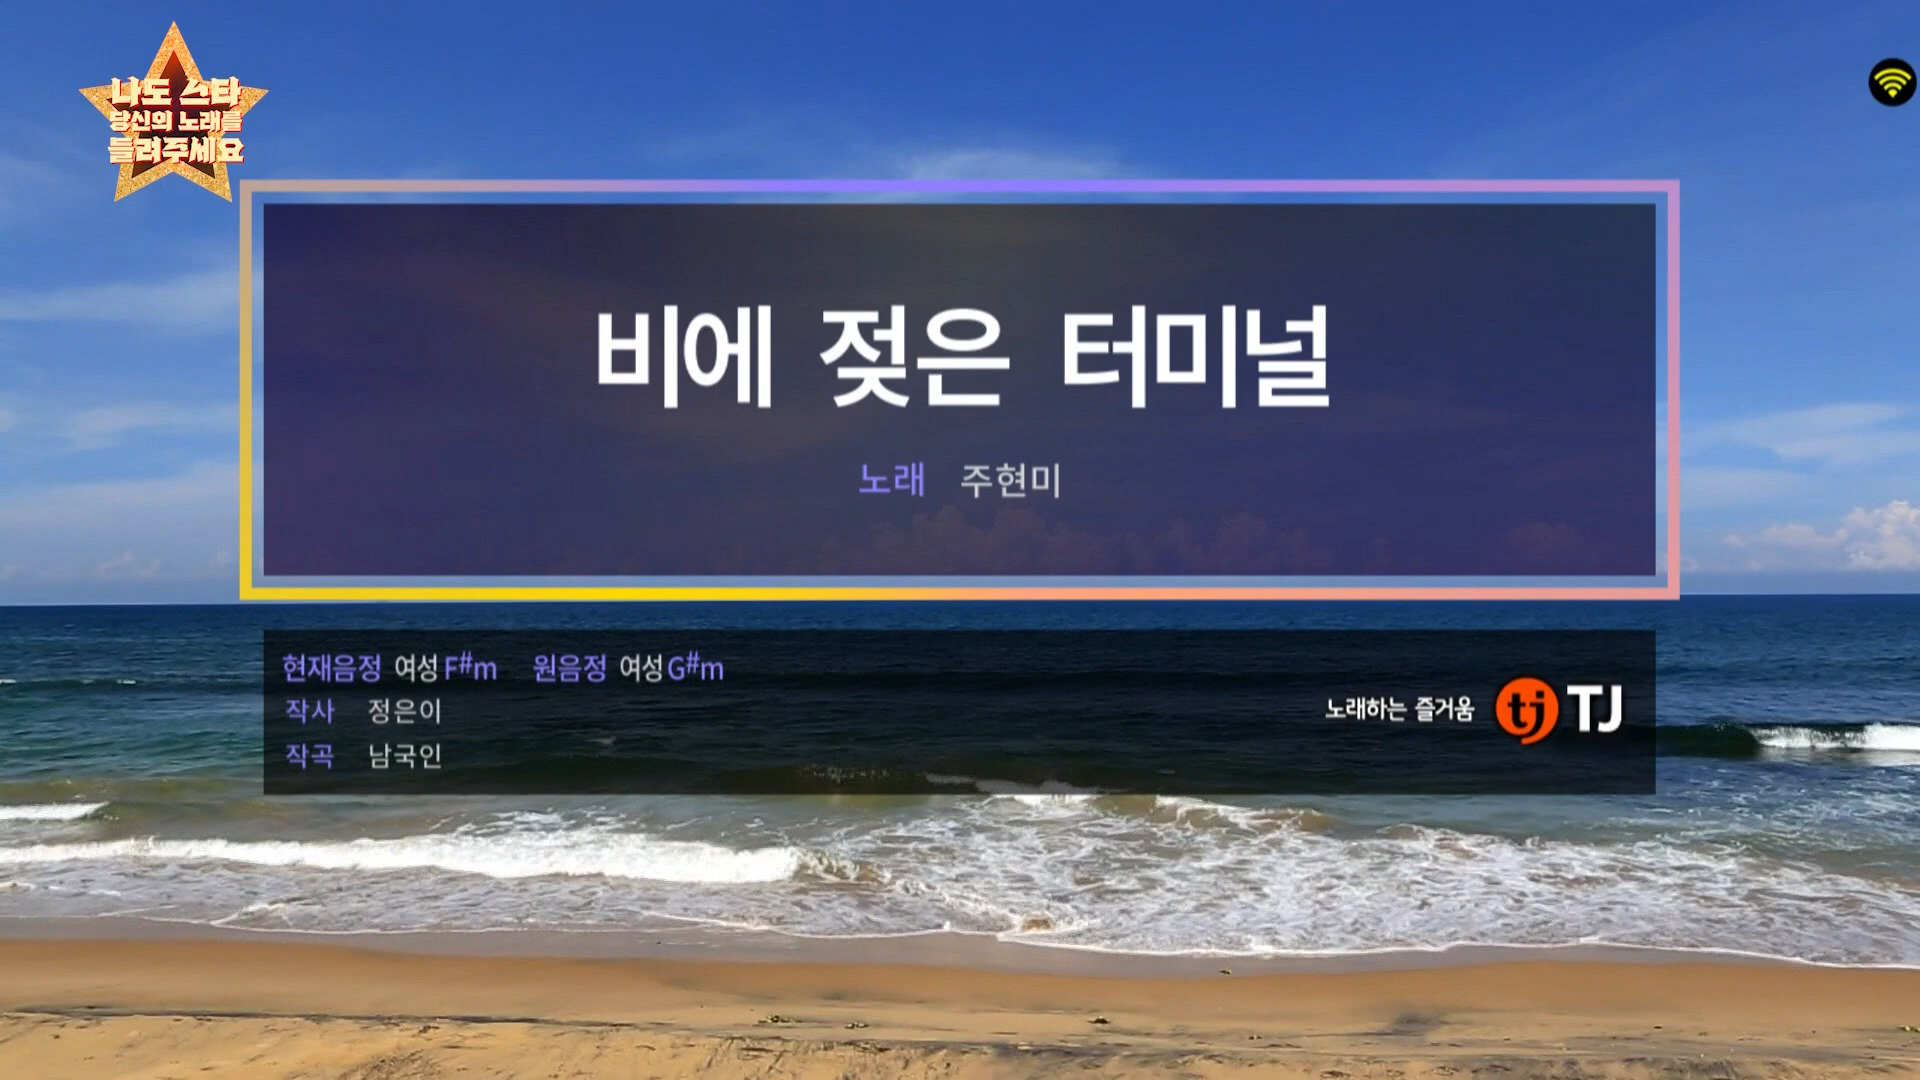 나도 스타
당신의 노래를
들려주세요
비에 젖은 터미널
노래 주현미
현재음정 여성 F#m 원음정 여성 G#m
작사 정은이
작곡 남국인
노래하는 즐거움 tj TJ